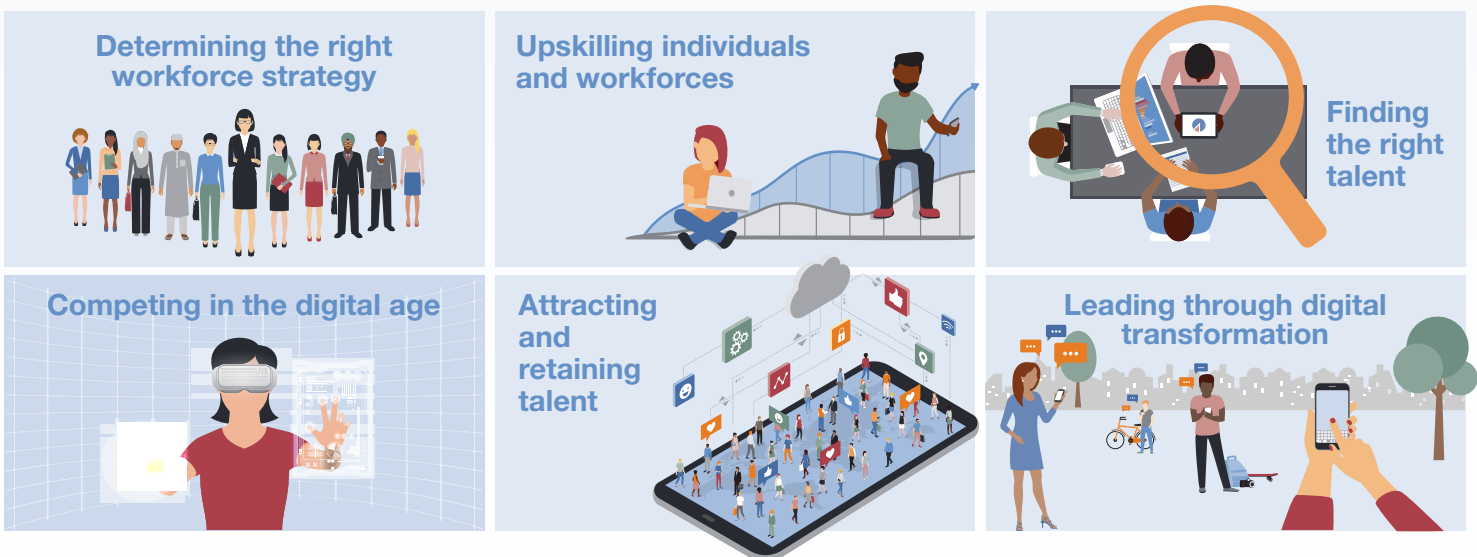 Determining the right
workforce strategy
Upskilling individuals
and workforces
Finding
the right
talent
Competing in the digital age
Attracting
and
retaining
talent
Leading through digital
transformation